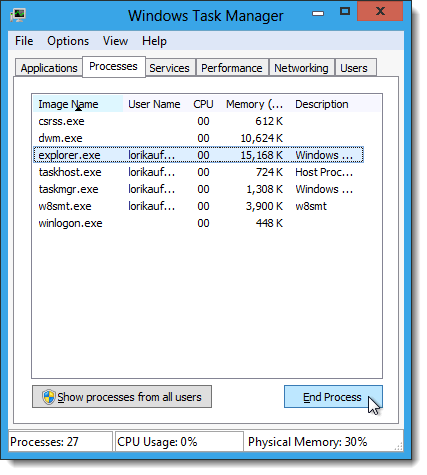 Windows Task Manager
File Options View Help
Applications Processes Services Performance Networking Users
Image Name User Name CPU Memory (... Description
csrss.exe 00 612 K
dwm.exe 00 10,624 K
explorer.exe lorikauf... 00 15,168 K Windows ...
taskhost.exe lorikauf... 00 724 K Host Proc...
taskmgr.exe lorikauf... 00 1,308 K Windows ...
w8smt.exe lorikauf... 00 3,900 K w8smt
winlogon.exe 00 448 K
Show processes from all users End Process
Processes: 27 CPU Usage: 0% Physical Memory: 30%